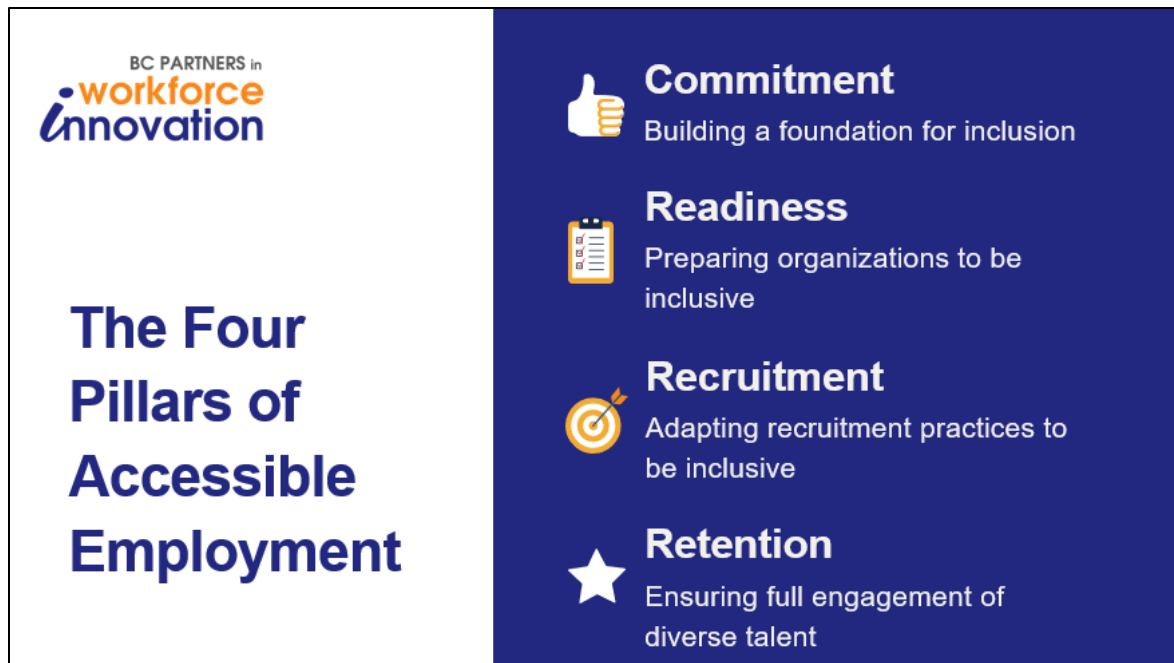 BC PARTNERS in
workforce
innovation
The Four
Pillars of
Accessible
Employment
Commitment
Building a foundation for inclusion
Readiness
Preparing organizations to be
inclusive
Recruitment
Adapting recruitment practices to
be inclusive
Retention
Ensuring full engagement of
diverse talent